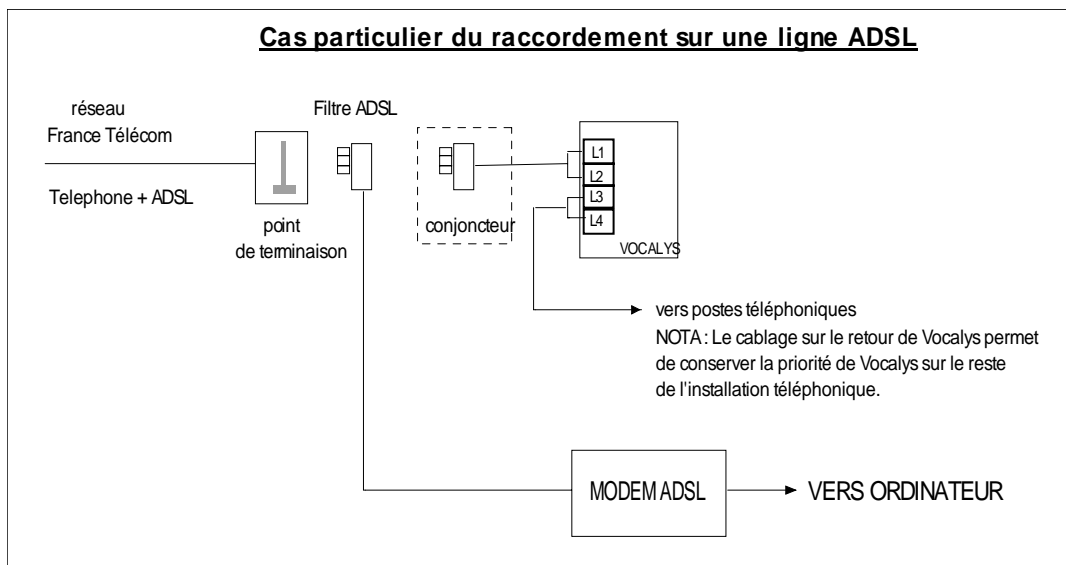 Cas particulier du raccordement sur une ligne ADSL
réseau
France Télécom
Filtre ADSL
Telephone + ADSL
point
de terminaison
conjoncteur
L1
L2
L3
L4
VOCALYS
vers postes téléphoniques
NOTA : Le cablage sur le retour de Vocalys permet
de conserver la priorité de Vocalys sur le reste
de l'installation téléphonique.
MODEM ADSL
VERS ORDINATEUR